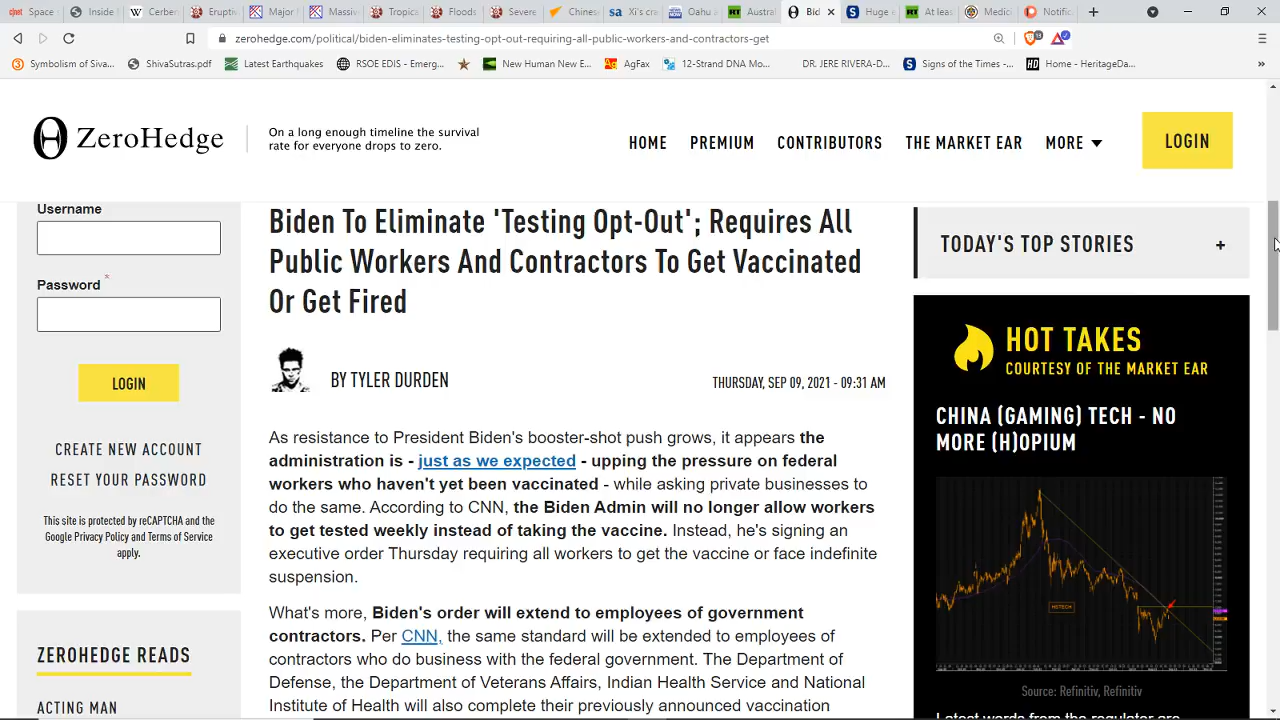 Space
Inside
Cerber
Erupti
Major
Massiv
Tropica
Floods
Severe
Chines
Xi's cra
Oahu
Austra
Bid
Huge
At leas
Medici
Notific
zerohedge.com/political/biden-eliminates-testing-opt-out-requiring-all-public-workers-and-contractors-get
Symbolism of Siva...
ShivaSutras.pdf
Latest Earthquakes
RSOE EDIS - Emerg...
New Human New E...
AgFax
12-Strand DNA Mo...
DR. JERE RIVERA-D...
Signs of the Times -...
Home - HeritageDa...
ZeroHedge
On a long enough timeline the survival
rate for everyone drops to zero.
HOME PREMIUM CONTRIBUTORS THE MARKET EAR MORE
LOGIN
Username
Password *
LOGIN
CREATE NEW ACCOUNT
RESET YOUR PASSWORD
This site is protected by reCAPTCHA and the
Google Privacy Policy and Terms of Service
apply.
ZEROHEDGE READS
ACTING MAN
Biden To Eliminate 'Testing Opt-Out'; Requires All
Public Workers And Contractors To Get Vaccinated
Or Get Fired
BY TYLER DURDEN
THURSDAY, SEP 09, 2021 - 09:31 AM
As resistance to President Biden's booster-shot push grows, it appears the
administration is - just as we expected - upping the pressure on federal
workers who haven't yet been vaccinated - while asking private businesses to
do the same. According to CNN, the Biden Admin will no longer allow workers
to get tested weekly instead of taking the vaccine. Instead, he's signing an
executive order Thursday requiring all workers to get the vaccine or face indefinite
suspension.
What's more, Biden's order will extend to employees of government
contractors. Per CNN, the same standard will be extended to employees of
contractors who do business with the federal government. The Department of
Defense, the Department of Veterans Affairs, Indian Health Service and National
Institute of Health will also complete their previously announced vaccination
TODAY'S TOP STORIES +
HOT TAKES
COURTESY OF THE MARKET EAR
CHINA (GAMING) TECH - NO
MORE (H)OPIUM
HSTECH
Source: Refinitiv, Refinitiv
Latest words from the regulator are